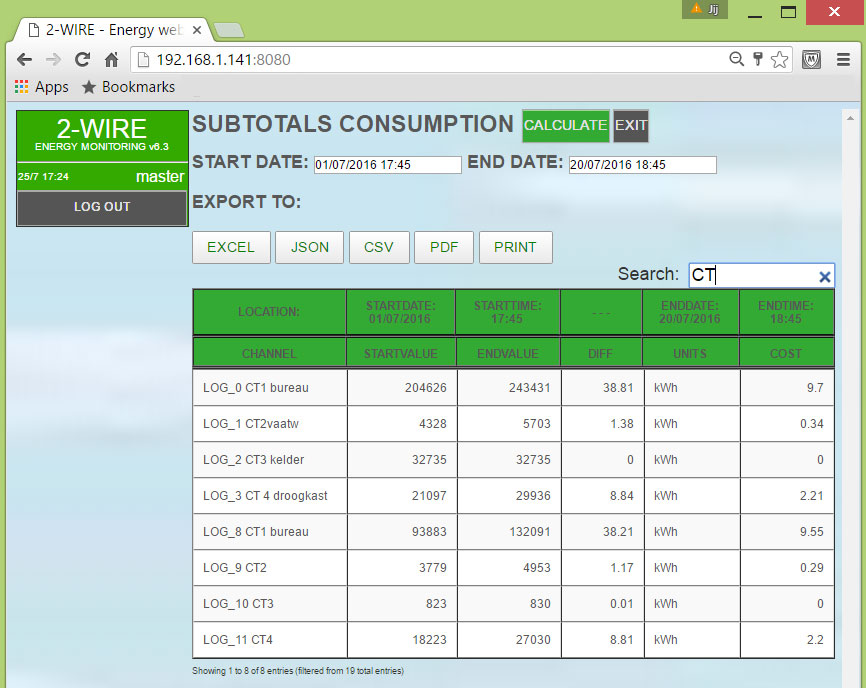 Jij
2-WIRE - Energy web
192.168.1.141:8080
Apps Bookmarks
2-WIRE
ENERGY MONITORING v6.3
25/7 17:24 master
LOG OUT
SUBTOTALS CONSUMPTION CALCULATE EXIT
START DATE: 01/07/2016 17:45 END DATE: 20/07/2016 18:45
EXPORT TO:
EXCEL JSON CSV PDF PRINT
Search: CT
LOCATION: STARTDATE: 01/07/2016 STARTTIME: 17:45 - - - ENDDATE: 20/07/2016 ENDTIME: 18:45
CHANNEL STARTVALUE ENDVALUE DIFF UNITS COST
LOG_0 CT1 bureau 204626 243431 38.81 kWh 9.7
LOG_1 CT2vaatw 4328 5703 1.38 kWh 0.34
LOG_2 CT3 kelder 32735 32735 0 kWh 0
LOG_3 CT 4 droogkast 21097 29936 8.84 kWh 2.21
LOG_8 CT1 bureau 93883 132091 38.21 kWh 9.55
LOG_9 CT2 3779 4953 1.17 kWh 0.29
LOG_10 CT3 823 830 0.01 kWh 0
LOG_11 CT4 18223 27030 8.81 kWh 2.2
Showing 1 to 8 of 8 entries (filtered from 19 total entries)